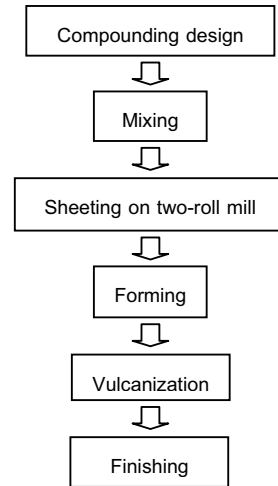 Compounding design
Mixing
Sheeting on two-roll mill
Forming
Vulcanization
Finishing